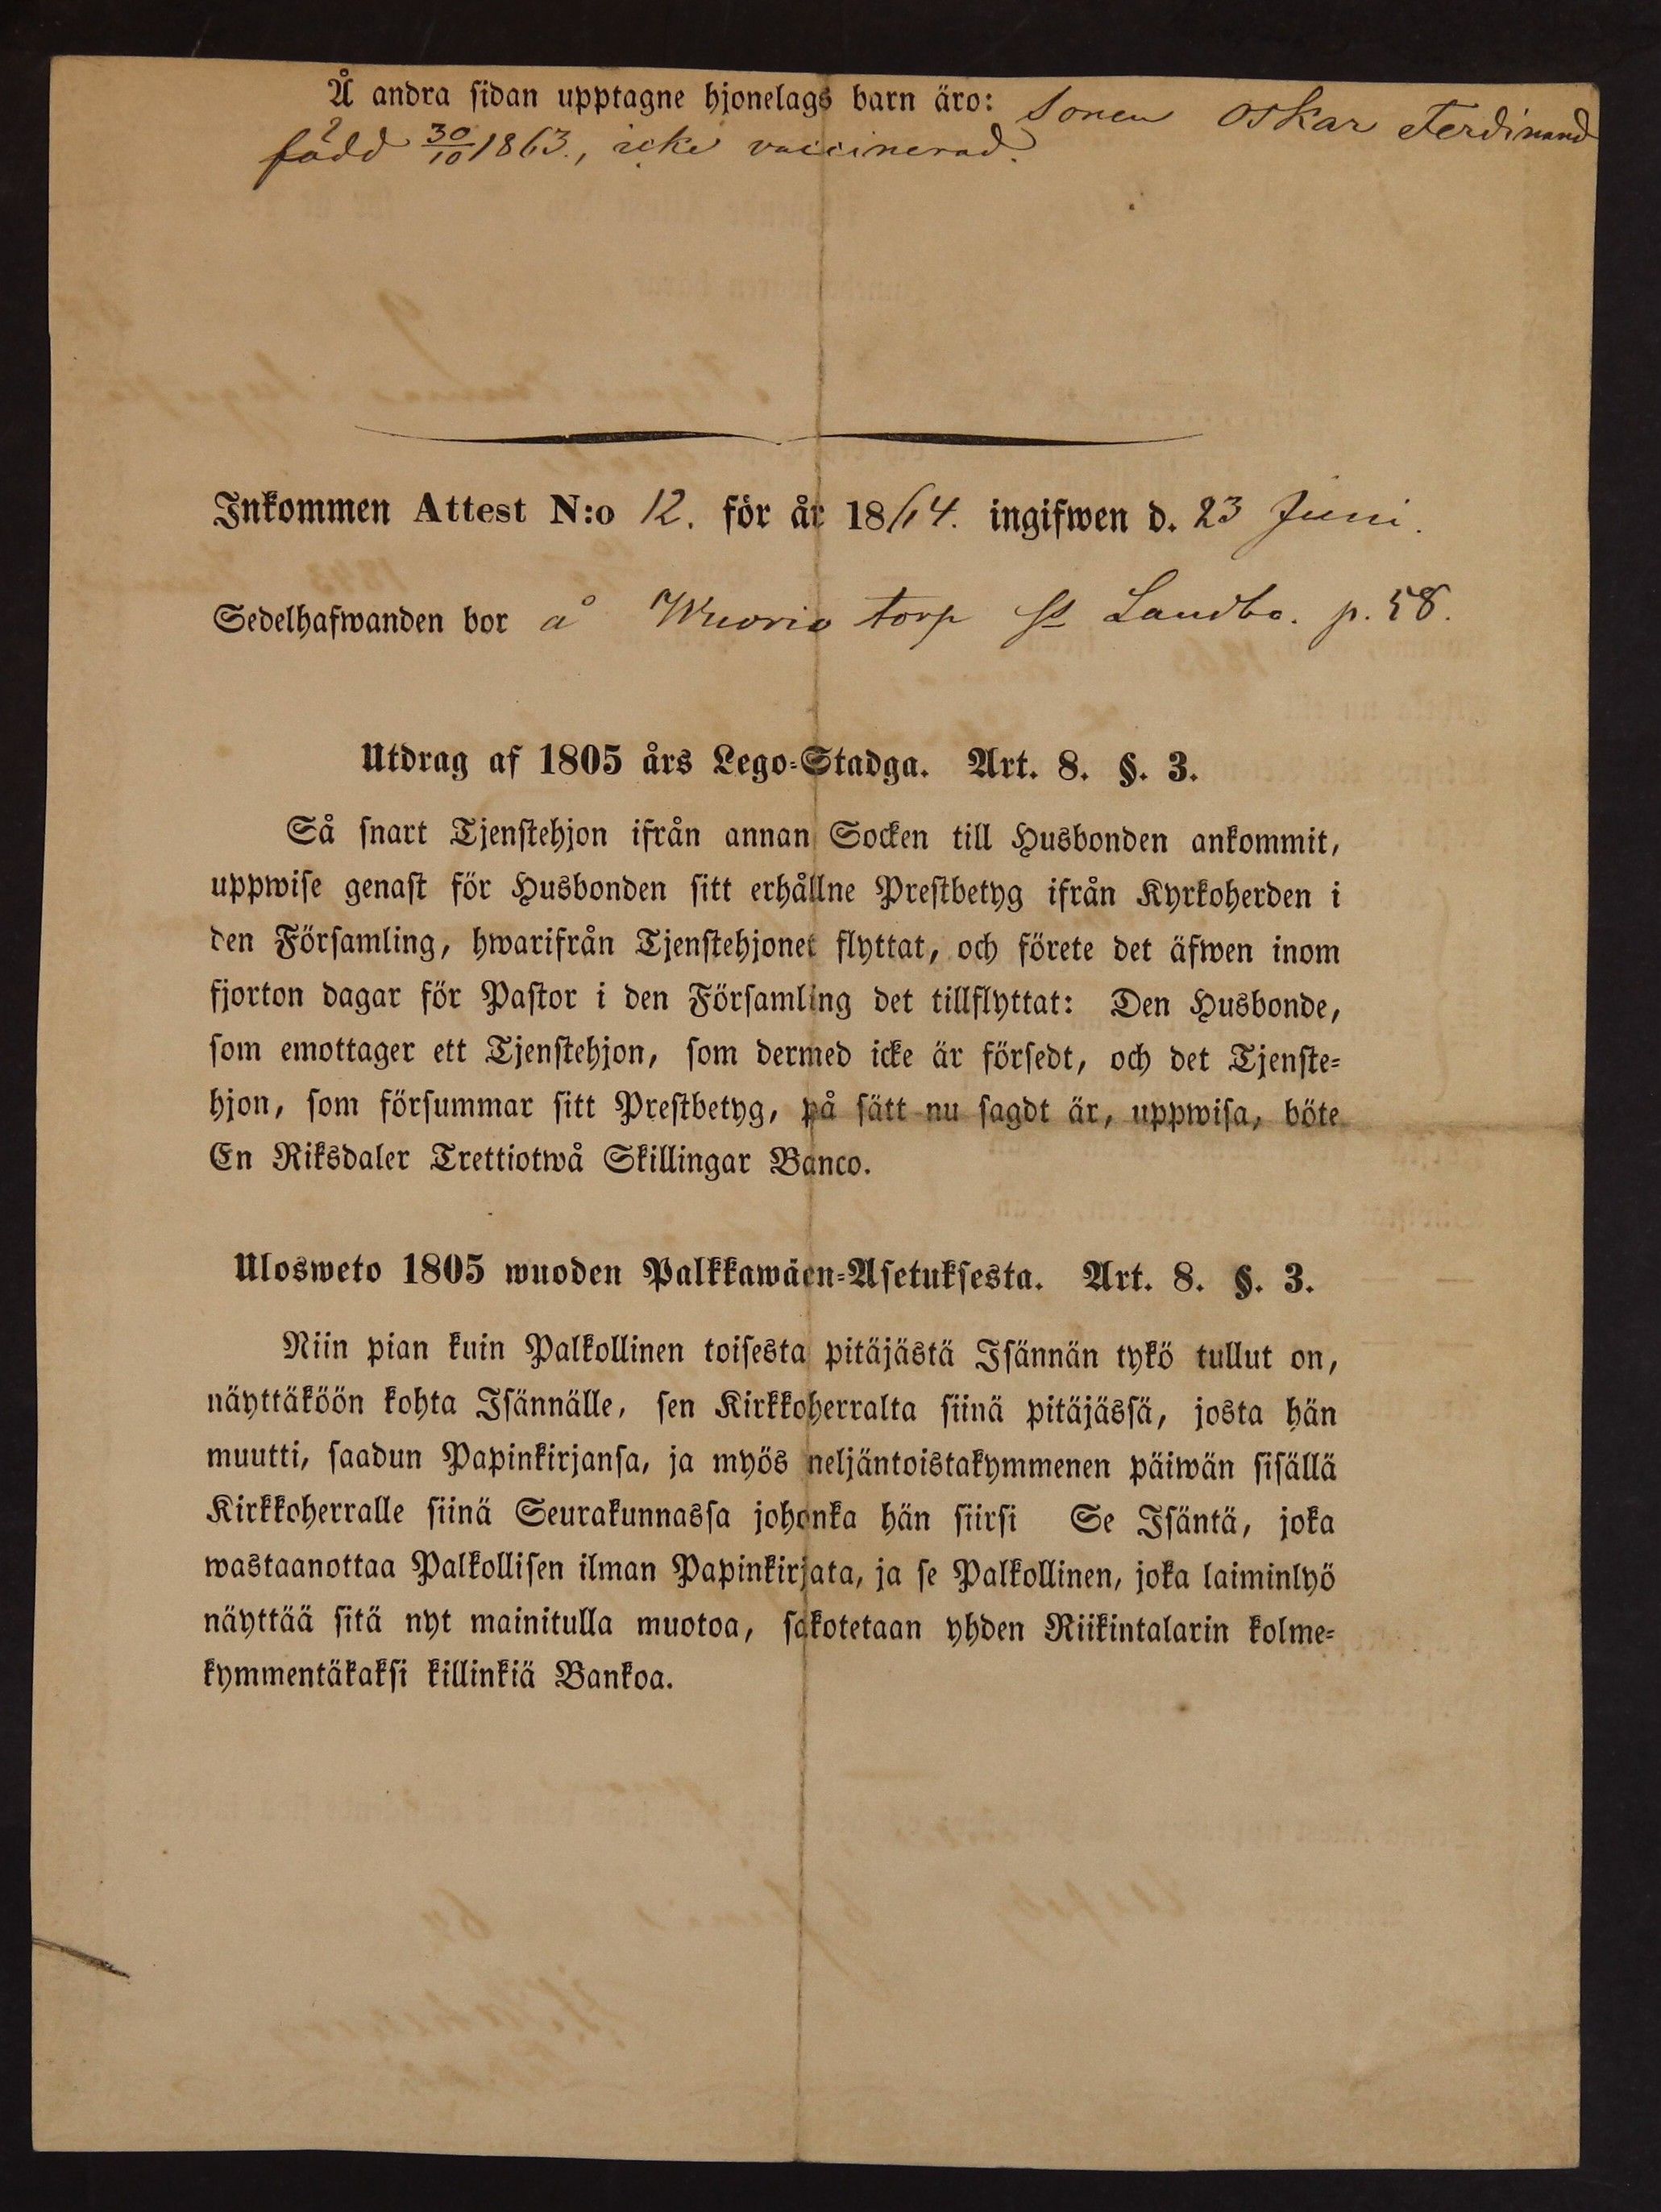 Å andra sidan upptagne hjonelags barn äro: Sonen Oskar Ferdinand
född 30/10 1863., icke vaccinerad.
Inkommen Attest N:o 12. för år 1864. ingifwen d. 23 Juni.
Sedelhafwanden bor å Wuorio torp St Landbo. p. 58.
Utdrag af 1805 års Lego-Stadga. Art. 8. §. 3.
Så snart Tjenstehjon ifrån annan Socken till Husbonden ankommit,
uppwise genast för Husbonden sitt erhållne Prestbetyg ifrån Kyrkoherden i
den Församling, hwarifrån Tjenstehjonet flyttat, och förete det äfwen inom
fjorton dagar för Pastor i den Församling det tillflyttat: Den Husbonde,
som emottager ett Tjenstehjon, som dermed icke är försedt, och det Tjenste-
hjon, som försummar sitt Prestbetyg, på sätt nu sagdt är, uppwisa, böte
En Riksdaler Trettiotwå Skillingar Banco.
Ulosweto 1805 wuoden Palkkawäen-Asetuksesta. Art. 8. §. 3.
Niin pian kuin Palkollinen toisesta pitäjästä Isännän tykö tullut on,
näyttäköön kohta Isännälle, sen Kirkkoherralta siinä pitäjässä, josta hän
muutti, saadun Papinkirjansa, ja myös neljäntoistakymmenen päiwän sisällä
Kirkkoherralle siinä Seurakunnassa johonka hän siirsi Se Isäntä, joka
wastaanottaa Palkollisen ilman Papinkirjata, ja se Palkollinen, joka laiminlyö
näyttää sitä nyt mainitulla muotoa, sakotetaan yhden Riikintalarin kolme-
kymmentäkaksi killinkiä Bankoa.